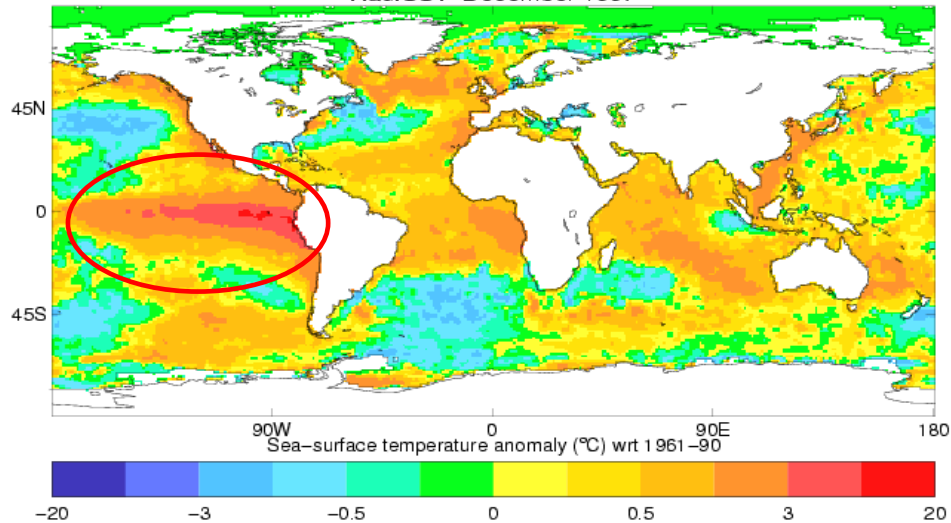 45N
0
45S
90W 0 90E 180
Sea-surface temperature anomaly (°C) wrt 1961-90
-20 -3 -0.5 0 0.5 3 20